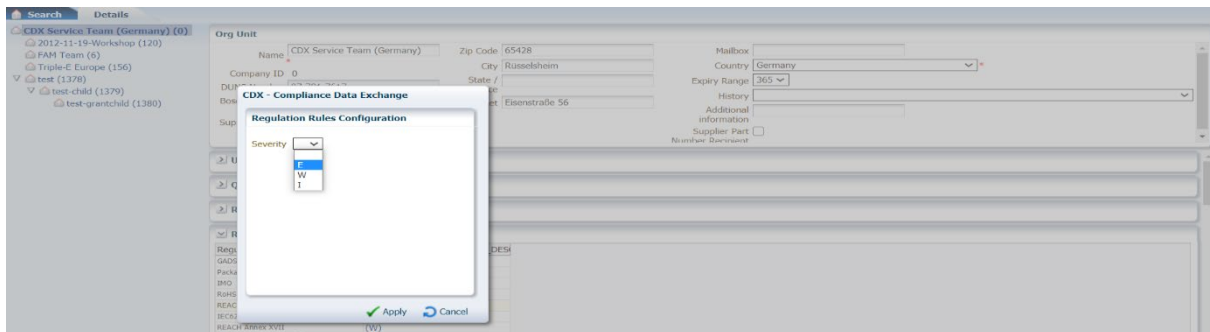 Search Details
CDX Service Team (Germany) (0)
2012-11-19-Workshop (120)
FAM Team (6)
Triple-E Europe (156)
test (1378)
test-child (1379)
test-grantchild (1380)
Org Unit
Name * CDX Service Team (Germany)
Company ID 0
Zip Code 65428
City Rüsselsheim
State /
Eisenstraße 56
Mailbox
Country Germany *
Expiry Range 365
History
Additional
information
Supplier Part
Number Recipient
CDX - Compliance Data Exchange
Regulation Rules Configuration
Severity
E
W
I
Apply Cancel
GADS
IMO
RoHS
REACH Annex XVII (W)